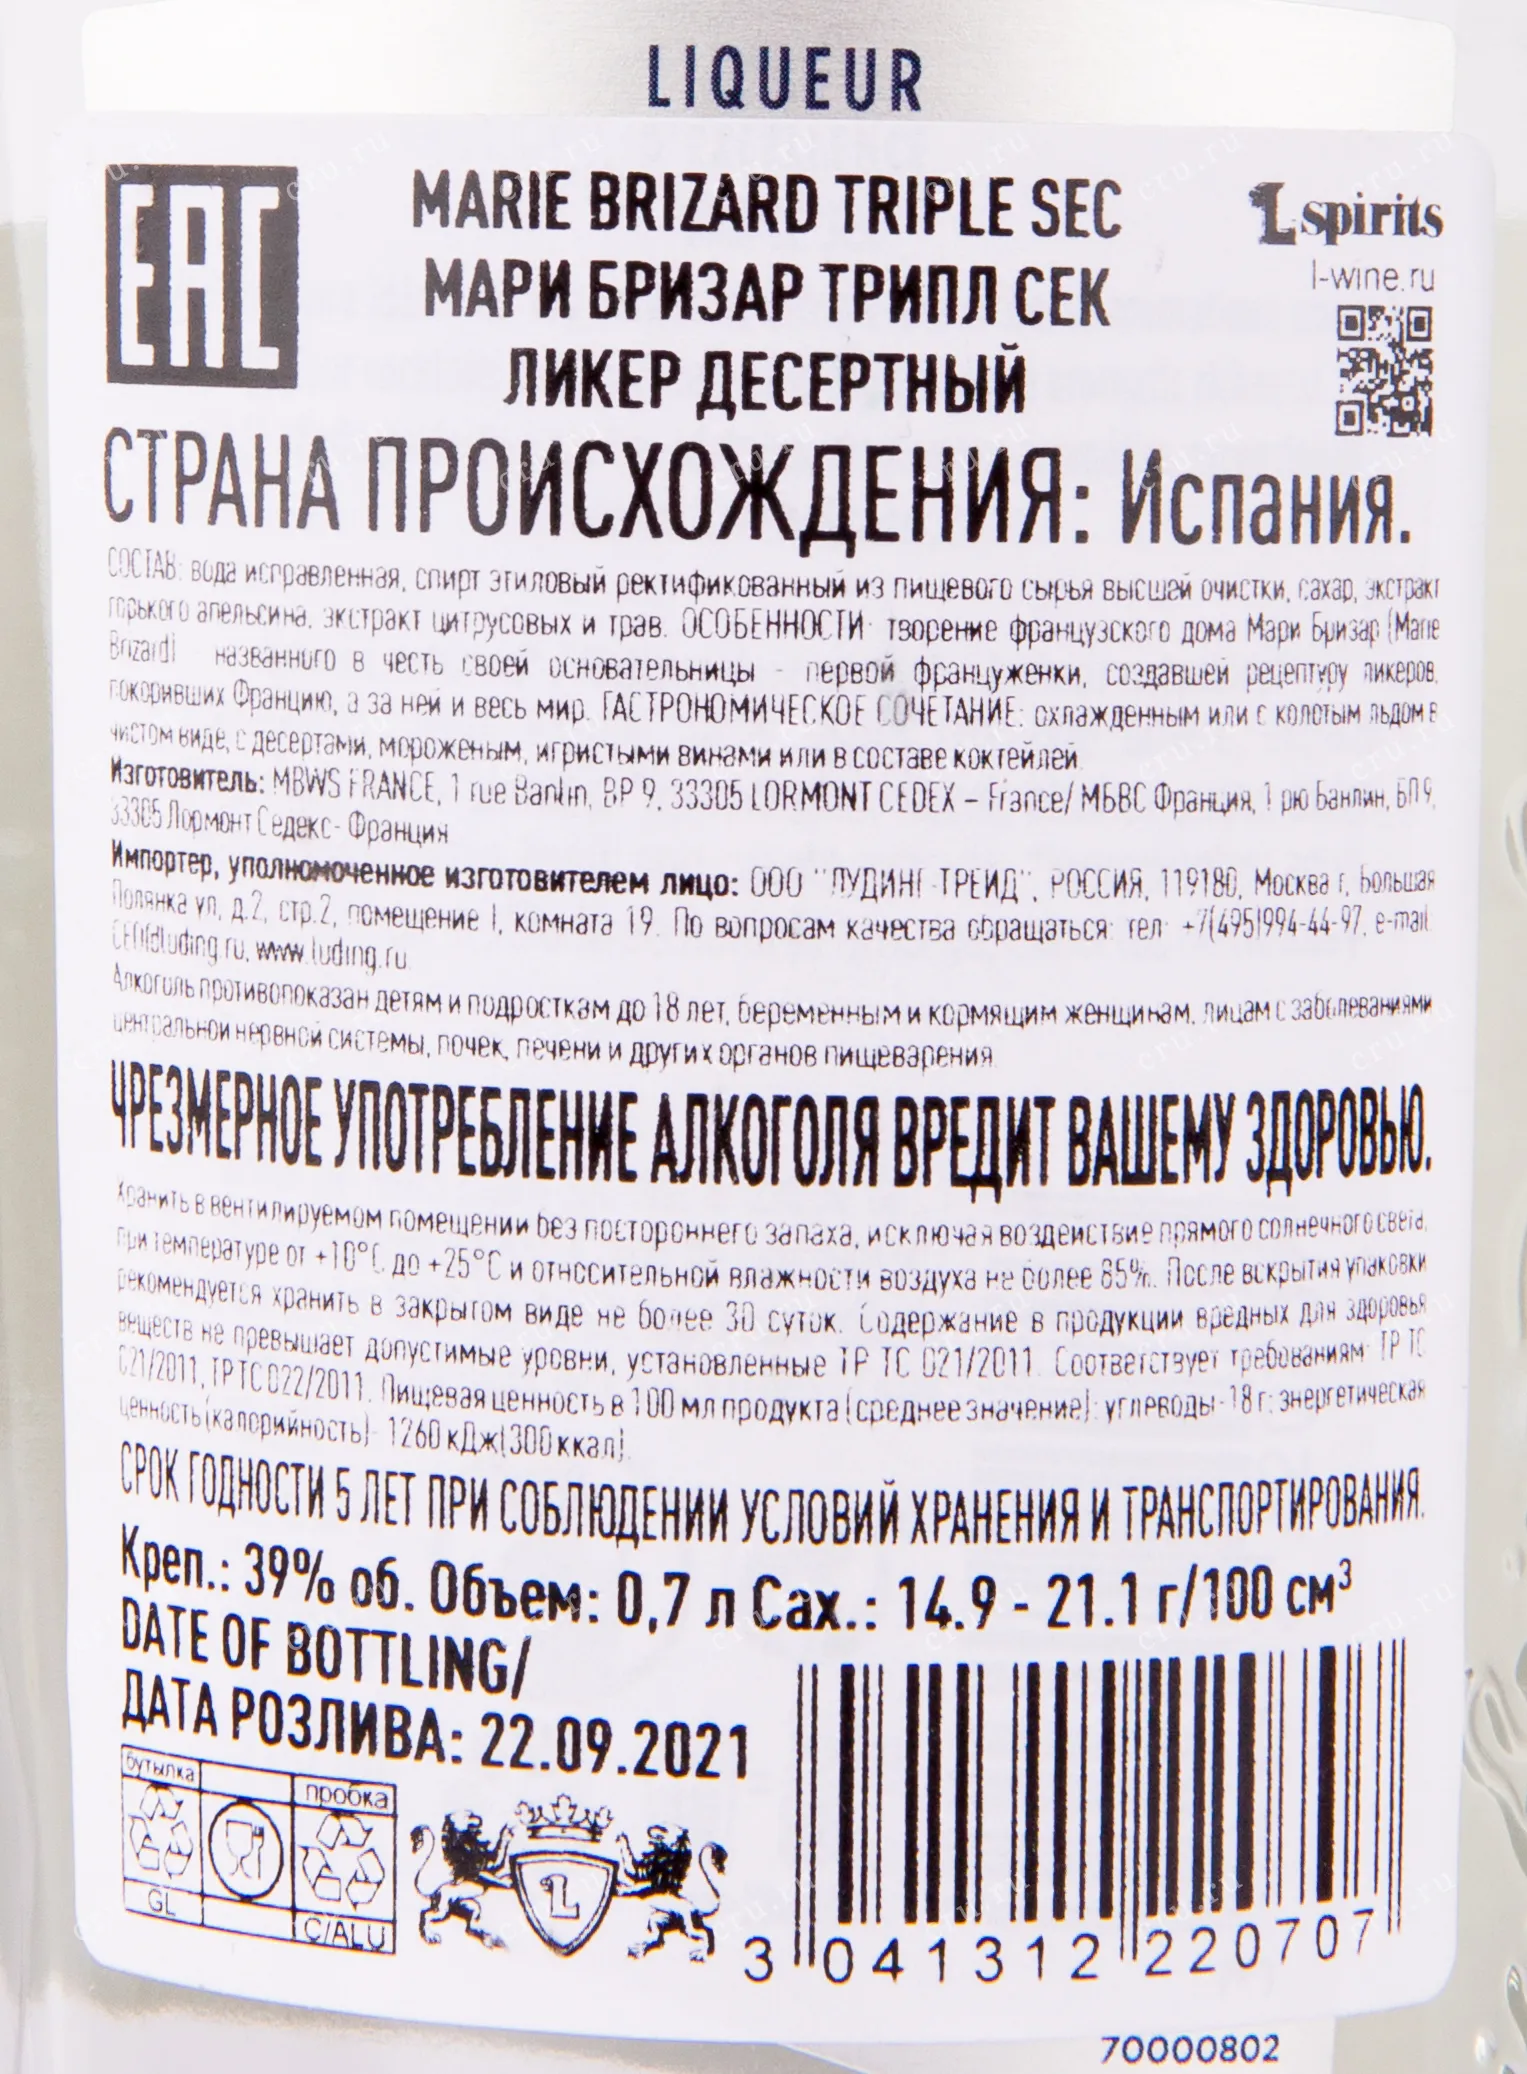 LIQUEUR
EAC
MARIE BRIZARD TRIPLE SEC
МАРИ БРИЗАР ТРИПЛ СЕК
ЛИКЕР ДЕСЕРТНЫЙ
L spirits
l-wine.ru
СТРАНА ПРОИСХОЖДЕНИЯ: Испания.
СОСТАВ: вода исправленная, спирт этиловый ректификованный из пищевого сырья высшей очистки, сахар, экстракт
горького апельсина, экстракт цитрусовых и трав. ОСОБЕННОСТИ: творение французского дома Мари Бризар (Marie
Brizard) названного в честь своей основательницы - первой француженки, создавшей рецептуру ликеров,
покоривших Францию, а за ней и весь мир. ГАСТРОНОМИЧЕСКОЕ СОЧЕТАНИЕ: охлажденным или с колотым льдом в
чистом виде, с десертами, мороженым, игристыми винами или в составе коктейлей.
Изготовитель: MBWS FRANCE, 1 rue Banlin, BP 9, 33305 LORMONT CEDEX – France/ МБВС Франция, 1 рю Банлин, БП 9,
33305 Лормонт Седекс- Франция
Импортер, уполномоченное изготовителем лицо: ООО "ЛУДИНГ-ТРЕЙД", РОССИЯ, 119180, Москва г, Большая
Полянка ул, д.2, стр.2, помещение I, комната 19. По вопросам качества обращаться: тел: +7(495)994-44-97, e-mail:
CEO@luding.ru, www.luding.ru
Алкоголь противопоказан детям и подросткам до 18 лет, беременным и кормящим женщинам, лицам с заболеваниями
центральной нервной системы, почек, печени и других органов пищеварения.
ЧРЕЗМЕРНОЕ УПОТРЕБЛЕНИЕ АЛКОГОЛЯ ВРЕДИТ ВАШЕМУ ЗДОРОВЬЮ.
Хранить в вентилируемом помещении без постороннего запаха, исключая воздействие прямого солнечного света,
при температуре от +10°С до +25°С и относительной влажности воздуха не более 85%. После вскрытия упаковки
рекомендуется хранить в закрытом виде не более 30 суток. Содержание в продукции вредных для здоровья
веществ не превышает допустимые уровни, установленные ТР ТС 021/2011. Соответствует требованиям ТР ТС
021/2011, ТР ТС 022/2011. Пищевая ценность в 100 мл продукта (среднее значение): углеводы - 18 г; энергетическая
ценность (калорийность)- 1260 кДж(300 ккал).
СРОК ГОДНОСТИ 5 ЛЕТ ПРИ СОБЛЮДЕНИИ УСЛОВИЙ ХРАНЕНИЯ И ТРАНСПОРТИРОВАНИЯ.
Креп.: 39% об. Объем: 0,7 л Сах.: 14.9 - 21.1 г/100 см³
DATE OF BOTTLING/
ДАТА РОЗЛИВА: 22.09.2021
бутылка
пробка
GL
C/ALU
L
3 041312 220707
70000802